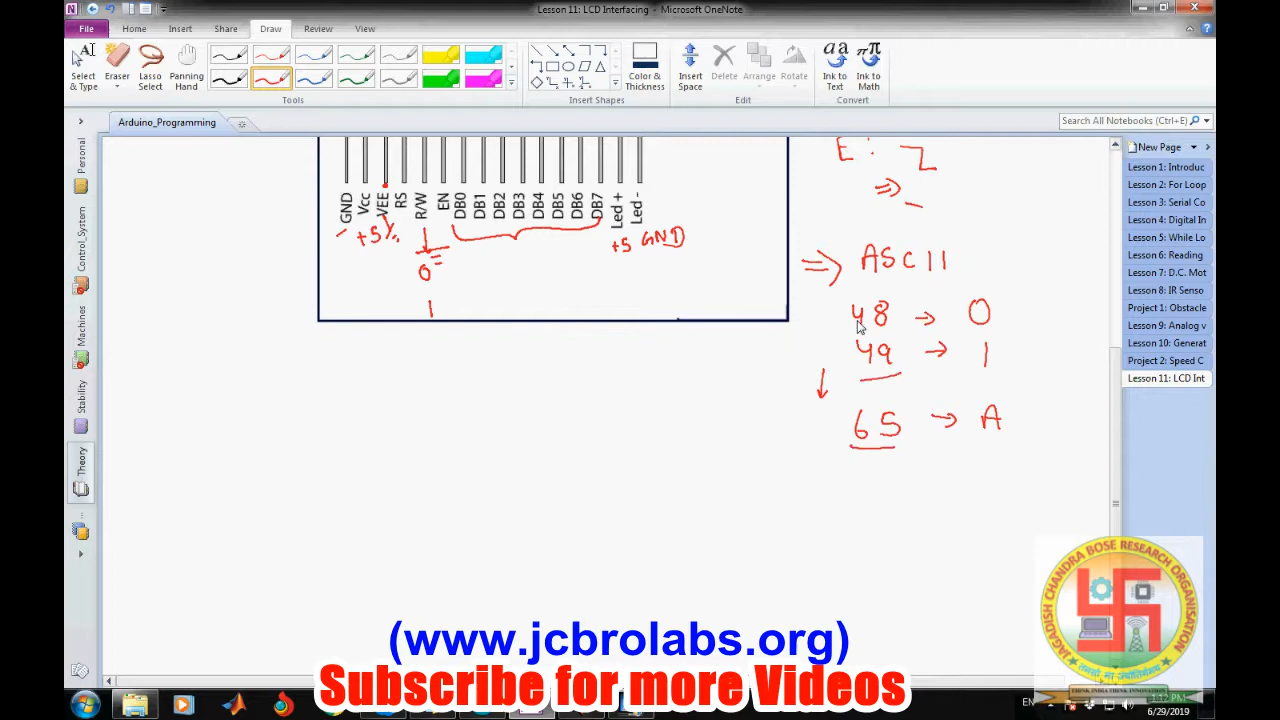 Lesson 11: LCD Interfacing - Microsoft OneNote
File Home Insert Share Draw Review View
Select & Type
Eraser
Lasso Select
Panning Hand
Color & Thickness
Insert Space
Delete
Arrange
Rotate
Ink to Text
Ink to Math
Tools
Insert Shapes
Edit
Convert
Arduino_Programming
Search All Notebooks (Ctrl+E)
Personal
Control_System
Stability
Theory
New Page
Lesson 1: Introduc
Lesson 2: For Loop
Lesson 3: Serial Co
Lesson 4: Digital In
Lesson 5: While Lo
Lesson 6: Reading
Lesson 7: D.C. Mot
Lesson 8: IR Senso
Project 1: Obstacle
Lesson 9: Analog v
Lesson 10: Generat
Project 2: Speed C
Lesson 11: LCD Int
GND Vcc VEE RS R/W EN DB0 DB1 DB2 DB3 DB4 DB5 DB6 DB7 Led + Led -
+5V
+5 GND
0
1
E :
=> ASCII
48 → 0
49 → 1
↓
65 → A
JAGADISH CHANDRA BOSE RESEARCH ORGANISATION
THINK INDIA THINK INNOVATION
(www.jcbrolabs.org)
Subscribe for more Videos
EN
6/29/2019